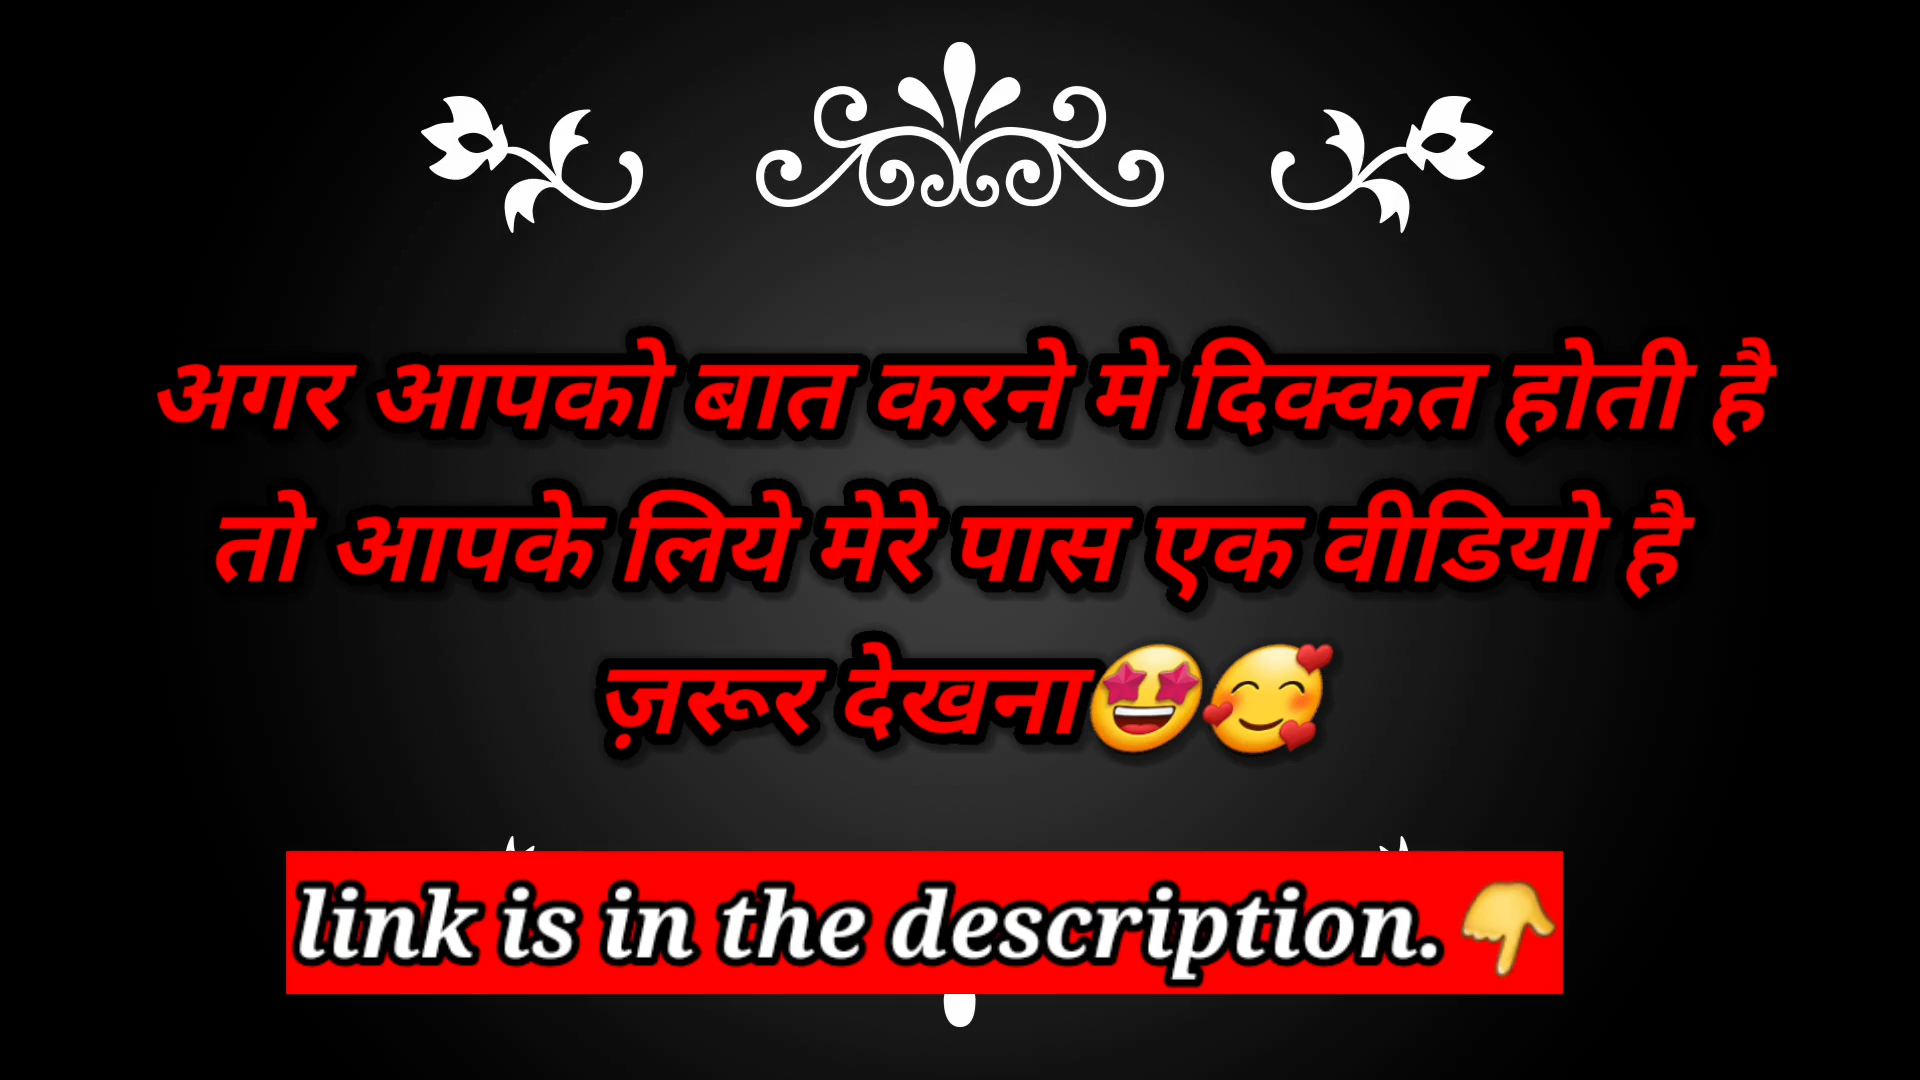 अगर आपको बात करने मे दिक्कत होती है
तो आपके लिये मेरे पास एक वीडियो है
ज़रूर देखना🤩🥰
link is in the description.👇